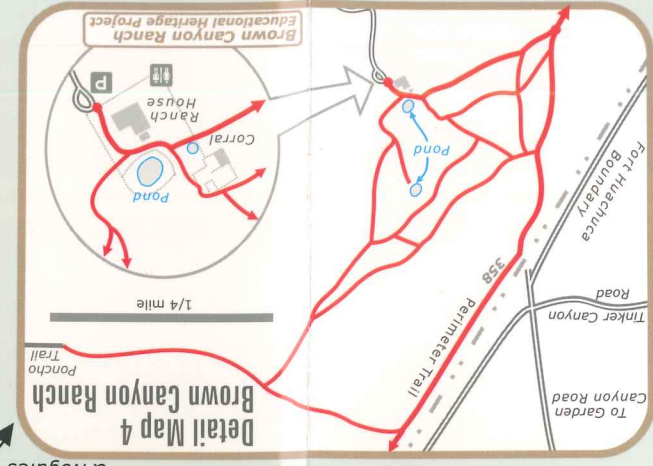 & Nogales
Detail Map 4
Brown Canyon Ranch
To Garden
Canyon Road
Tinker Canyon
Road
Fort Huachuca
Boundary
Perimeter Trail
358
Poncho
Trail
1/4 mile
Pond
Pond
Corral
Ranch
House
P
Brown Canyon Ranch
Educational Heritage Project